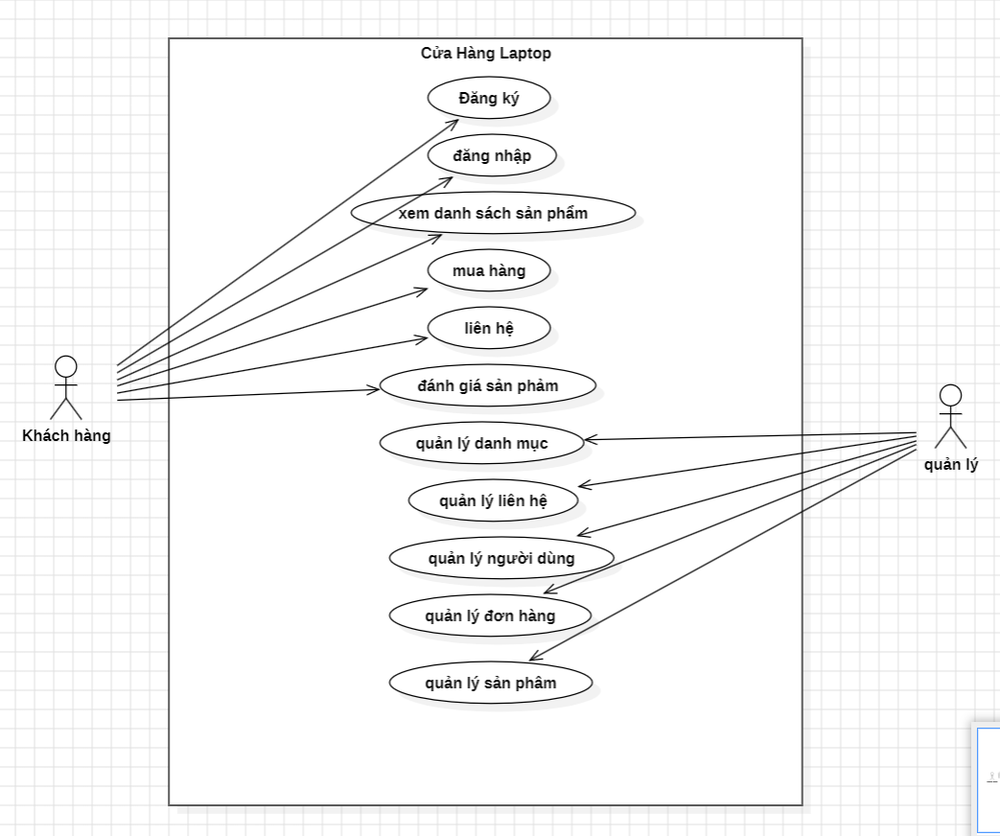 Cửa Hàng Laptop
Đăng ký
đăng nhập
xem danh sách sản phẩm
mua hàng
liên hệ
đánh giá sản phảm
quản lý danh mục
quản lý liên hệ
quản lý người dùng
quản lý đơn hàng
quản lý sản phâm
Khách hàng
quản lý